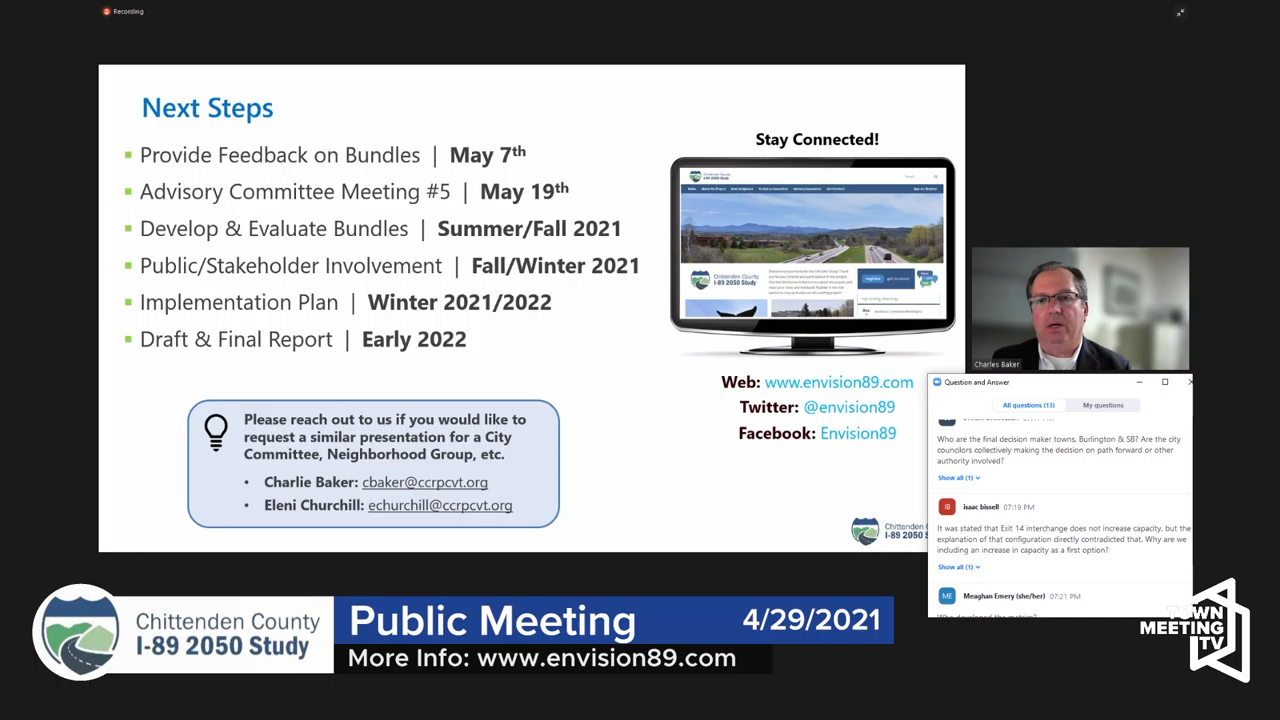 Recording
Next Steps
Provide Feedback on Bundles | May 7th
Advisory Committee Meeting #5 | May 19th
Develop & Evaluate Bundles | Summer/Fall 2021
Public/Stakeholder Involvement | Fall/Winter 2021
Implementation Plan | Winter 2021/2022
Draft & Final Report | Early 2022
Please reach out to us if you would like to
request a similar presentation for a City
Committee, Neighborhood Group, etc.
Charlie Baker: cbaker@ccrpcvt.org
Eleni Churchill: echurchill@ccrpcvt.org
Stay Connected!
Chittenden County
I-89 2050 Study
Chittenden County
I-89 2050 Study
Web: www.envision89.com
Twitter: @envision89
Facebook: Envision89
Chittenden
I-89 2050 S
Charles Baker
Question and Answer
All questions (13) My questions
Who are the final decision maker towns, Burlington & SB? Are the city
councilors collectively making the decision on path forward or other
authority involved?
Show all (1)
IB isaac bissell 07:19 PM
It was stated that Exit 14 interchange does not increase capacity, but the
explanation of that configuration directly contradicted that. Why are we
including an increase in capacity as a first option?
Show all (1)
ME Meaghan Emery (she/her) 07:21 PM
Chittenden County
I-89 2050 Study
Public Meeting 4/29/2021
More Info: www.envision89.com
TOWN
MEETING
TV